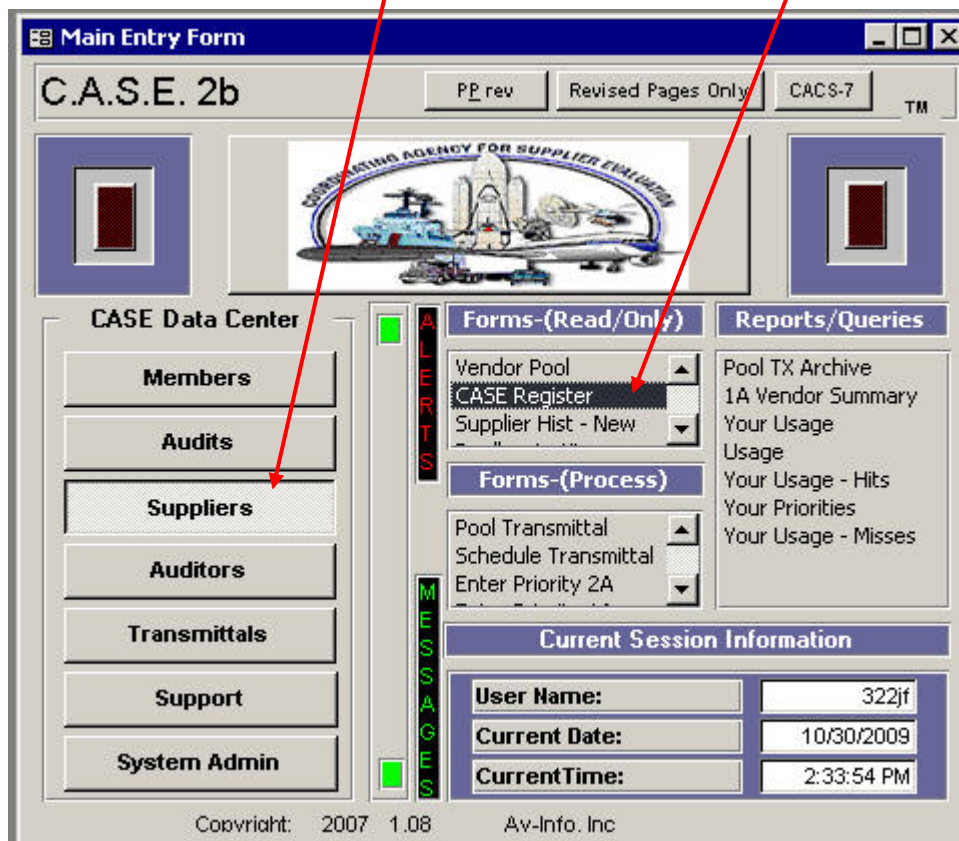 Main Entry Form
C.A.S.E. 2b
PP rev
Revised Pages Only
CACS-7
TM
COORDINATING AGENCY FOR SUPPLIER EVALUATION
CASE Data Center
Members
Audits
Suppliers
Auditors
Transmittals
Support
System Admin
ALERTS
MESSAGES
Forms-(Read/Only)
Vendor Pool
CASE Register
Supplier Hist - New
Forms-(Process)
Pool Transmittal
Schedule Transmittal
Enter Priority 2A
Reports/Queries
Pool TX Archive
1A Vendor Summary
Your Usage
Usage
Your Usage - Hits
Your Priorities
Your Usage - Misses
Current Session Information
User Name: 322jf
Current Date: 10/30/2009
CurrentTime: 2:33:54 PM
Copyright: 2007 1.08 Av-Info, Inc